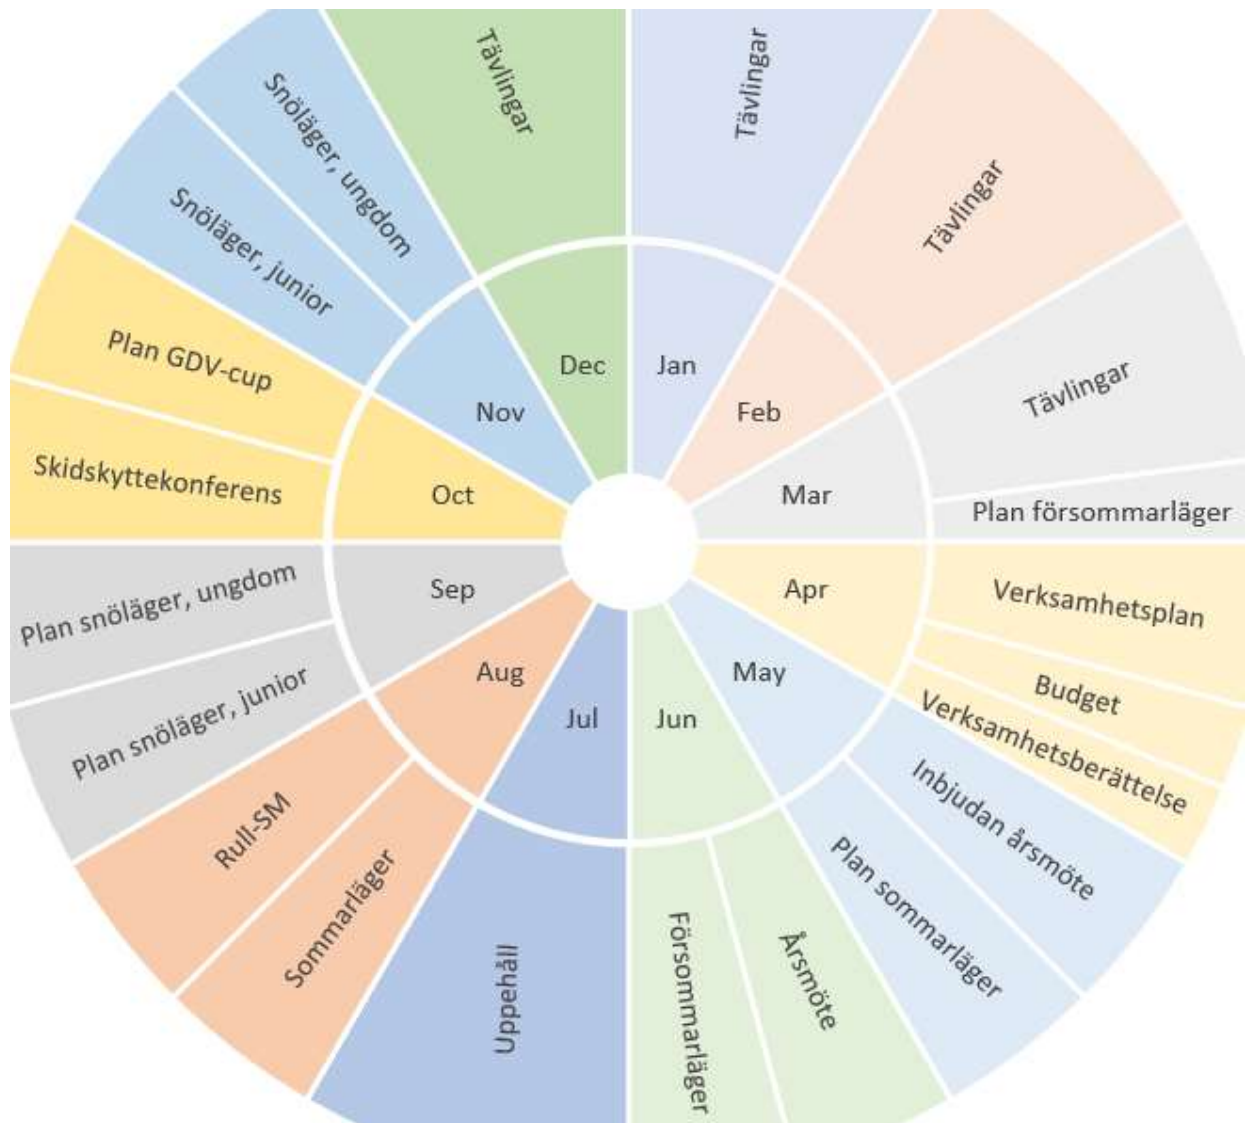 Jan
Tävlingar
Feb
Tävlingar
Mar
Tävlingar
Plan försommarläger
Apr
Verksamhetsplan
Budget
Verksamhetsberättelse
May
Inbjudan årsmöte
Plan sommarläger
Jun
Årsmöte
Försommarläger
Jul
Uppehåll
Aug
Sommarläger
Rull-SM
Sep
Plan snöläger, junior
Plan snöläger, ungdom
Oct
Skidskyttekonferens
Plan GDV-cup
Nov
Snöläger, junior
Snöläger, ungdom
Dec
Tävlingar